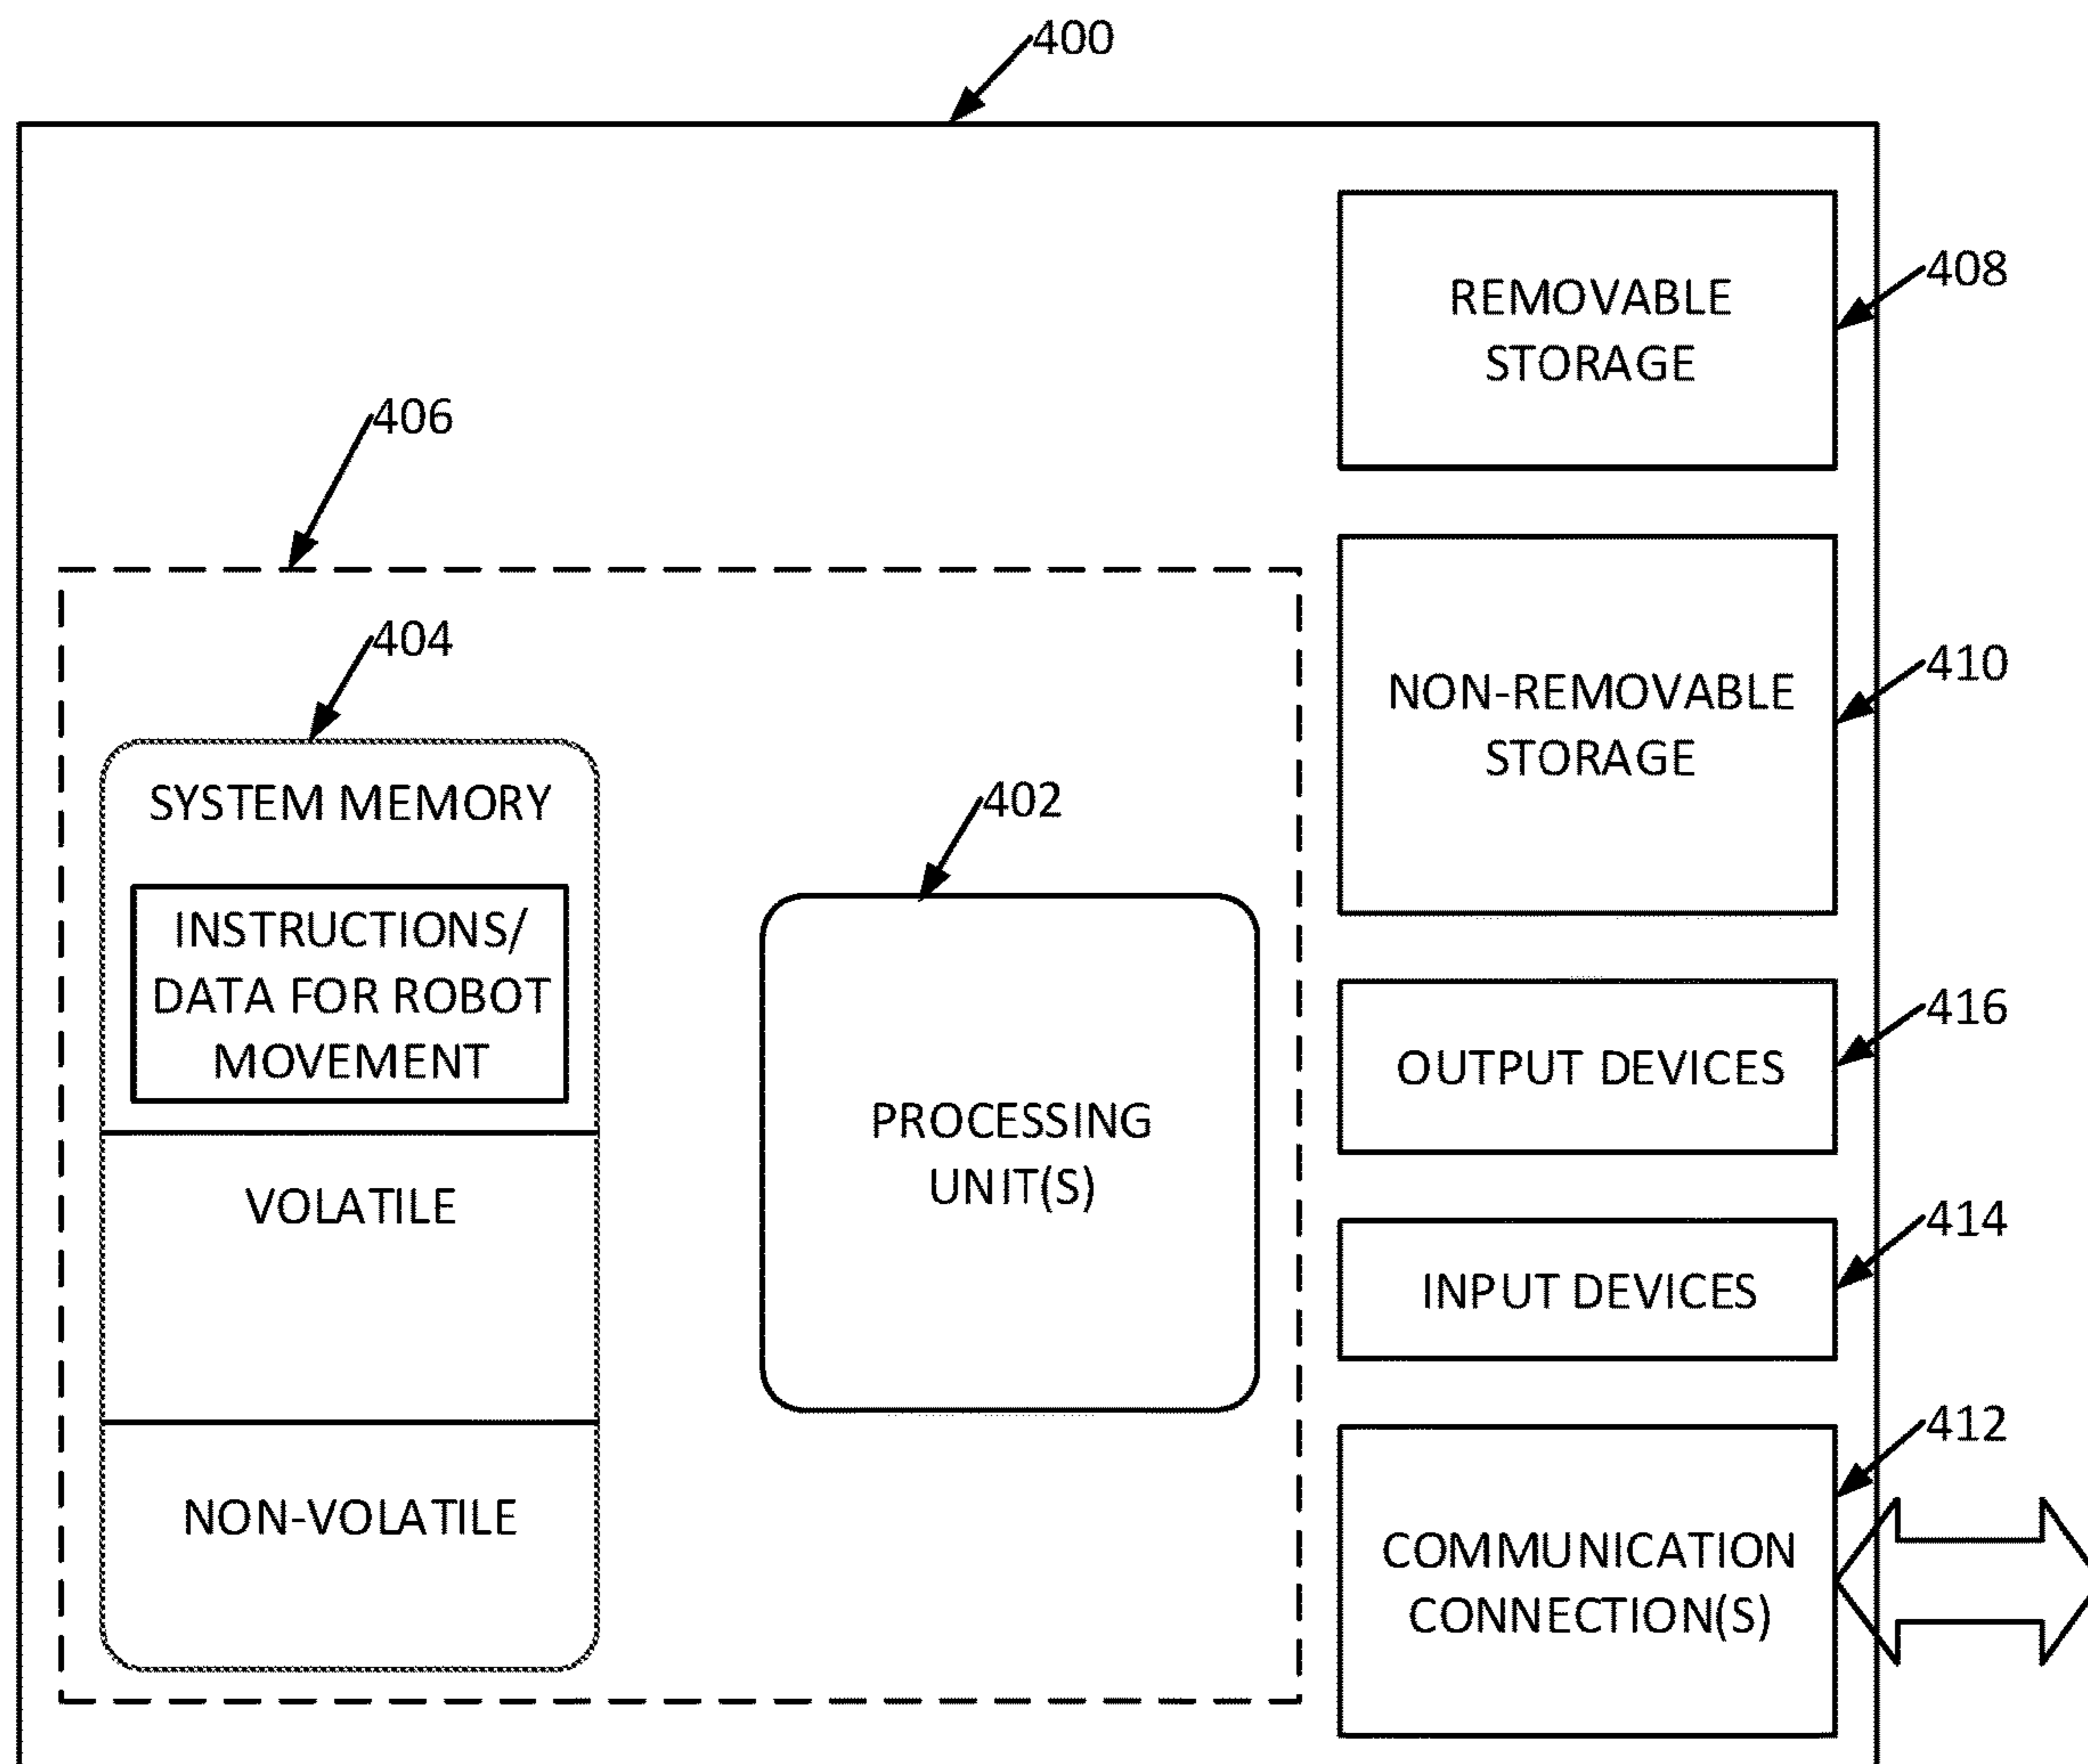 400
REMOVABLE
STORAGE
408
406
NON-REMOVABLE
STORAGE
410
404
SYSTEM MEMORY
INSTRUCTIONS/
DATA FOR ROBOT
MOVEMENT
VOLATILE
NON-VOLATILE
402
PROCESSING
UNIT(S)
OUTPUT DEVICES
416
INPUT DEVICES
414
COMMUNICATION
CONNECTION(S)
412